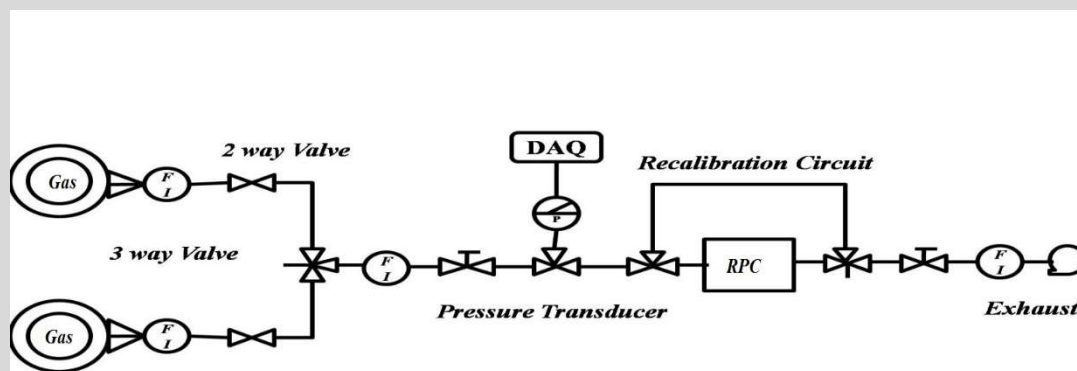 2 way Valve
DAQ
Recalibration Circuit
Gas
F
I
P
3 way Valve
F
I
RPC
F
I
Pressure Transducer
Exhaust
Gas
F
I